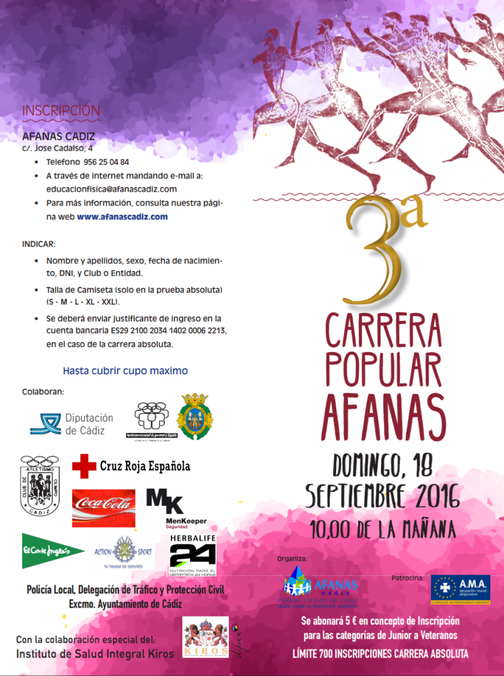 INSCRIPCIÓN
AFANAS CADIZ
c/. Jose Cadalso, 4
• Telefono 956 25 04 84
• A través de internet mandando e-mail a:
educacionfisica@afanascadiz.com
• Para más información, consulta nuestra pági-
na web www.afanascadiz.com
INDICAR:
• Nombre y apellidos, sexo, fecha de nacimien-
to, DNI, y Club o Entidad.
• Talla de Camiseta (solo en la prueba absoluta)
(S - M - L - XL - XXL).
• Se deberá enviar justificante de ingreso en la
cuenta bancaria ES29 2100 2034 1402 0006 2213,
en el caso de la carrera absoluta.
Hasta cubrir cupo maximo
Colaboran:
Diputación
de Cádiz
CLUB DE ATLETISMO
CADIZ
Cruz Roja Española
Coca-Cola
MK
MenKeeper
Seguridad
El Corte Inglés
ACTION SPORT
HERBALIFE
24
Policía Local, Delegación de Tráfico y Protección Civil
Excmo. Ayuntamiento de Cádiz
Con la colaboración especial del:
Instituto de Salud Integral Kiros
KIROS
3ª
CARRERA
POPULAR
AFANAS
DOMINGO, 18
SEPTIEMBRE 2016
10,00 DE LA MAÑANA
Organiza:
AFANAS
CADIZ
Patrocina:
A.M.A.
Se abonará 5 € en concepto de Inscripción
para las categorías de Junior a Veteranos
LÍMITE 700 INSCRIPCIONES CARRERA ABSOLUTA